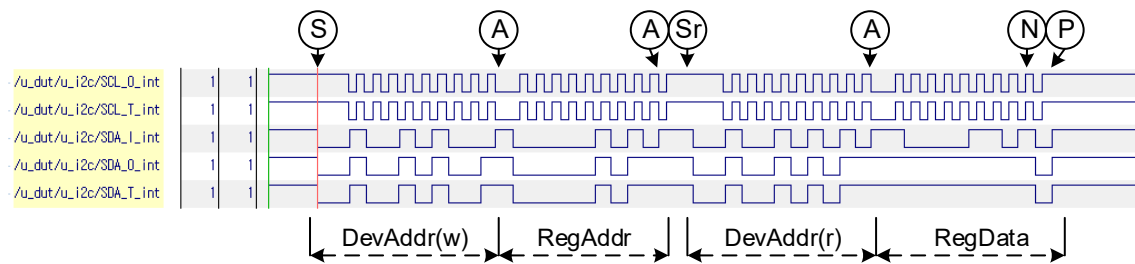 S A A Sr A N P
/u_dut/u_i2c/SCL_O_int 1 1
/u_dut/u_i2c/SCL_T_int 1 1
/u_dut/u_i2c/SDA_I_int 1 1
/u_dut/u_i2c/SDA_O_int 1 1
/u_dut/u_i2c/SDA_T_int 1 1
DevAddr(w) RegAddr DevAddr(r) RegData